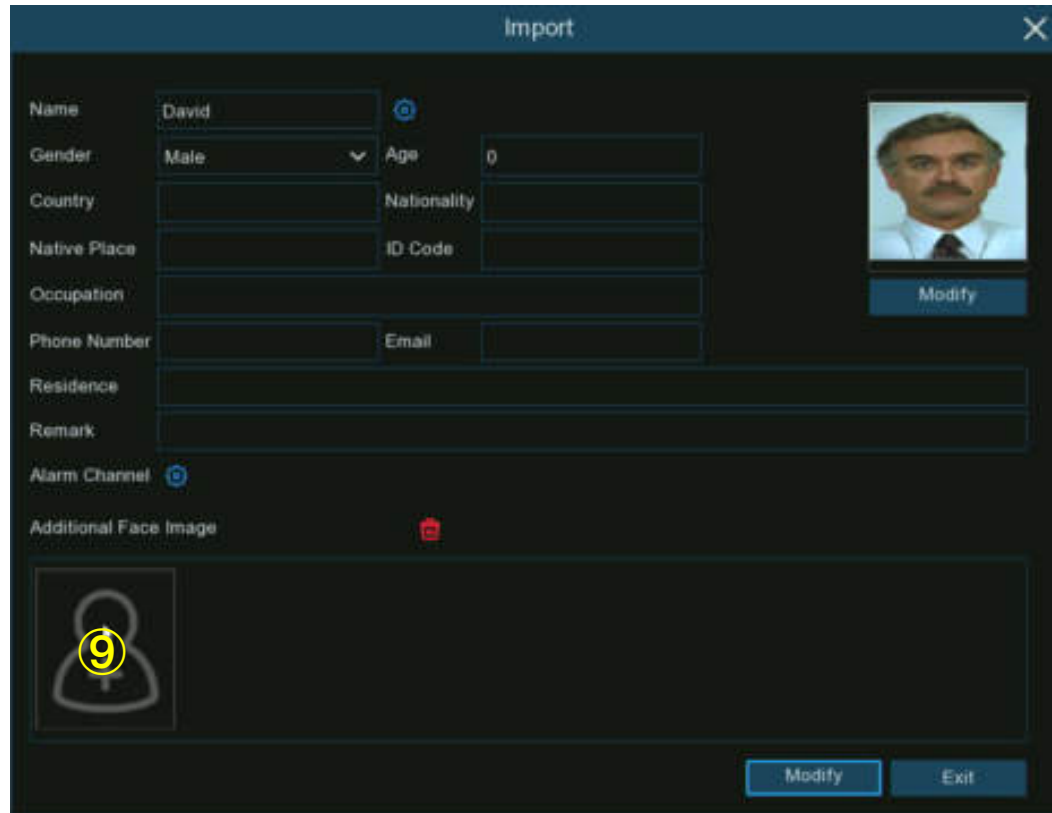 Import
Name David
Gender Male Age 0
Country Nationality
Native Place ID Code
Occupation Modify
Phone Number Email
Residence
Remark
Alarm Channel
Additional Face Image
⑨
Modify Exit